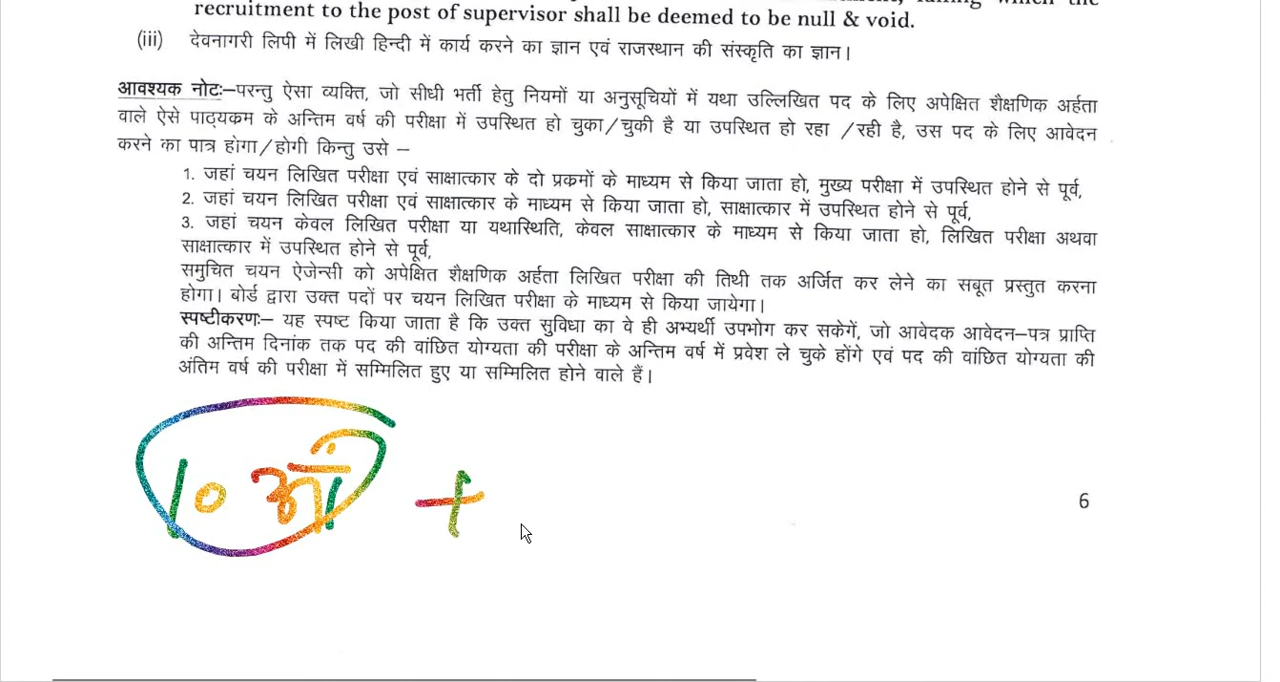 recruitment to the post of supervisor shall be deemed to be null & void.
(iii) देवनागरी लिपी में लिखी हिन्दी में कार्य करने का ज्ञान एवं राजस्थान की संस्कृति का ज्ञान।
आवश्यक नोटः–परन्तु ऐसा व्यक्ति, जो सीधी भर्ती हेतु नियमों या अनुसूचियों में यथा उल्लिखित पद के लिए अपेक्षित शैक्षणिक अर्हता
वाले ऐसे पाठ्यक्रम के अन्तिम वर्ष की परीक्षा में उपस्थित हो चुका/चुकी है या उपस्थित हो रहा /रही है, उस पद के लिए आवेदन
करने का पात्र होगा/होगी किन्तु उसे –
1. जहां चयन लिखित परीक्षा एवं साक्षात्कार के दो प्रकमों के माध्यम से किया जाता हो, मुख्य परीक्षा में उपस्थित होने से पूर्व,
2. जहां चयन लिखित परीक्षा एवं साक्षात्कार के माध्यम से किया जाता हो, साक्षात्कार में उपस्थित होने से पूर्व,
3. जहां चयन केवल लिखित परीक्षा या यथास्थिति, केवल साक्षात्कार के माध्यम से किया जाता हो, लिखित परीक्षा अथवा
साक्षात्कार में उपस्थित होने से पूर्व,
समुचित चयन ऐजेन्सी को अपेक्षित शैक्षणिक अर्हता लिखित परीक्षा की तिथी तक अर्जित कर लेने का सबूत प्रस्तुत करना
होगा। बोर्ड द्वारा उक्त पदों पर चयन लिखित परीक्षा के माध्यम से किया जायेगा।
स्पष्टीकरणः– यह स्पष्ट किया जाता है कि उक्त सुविधा का वे ही अभ्यर्थी उपभोग कर सकेगें, जो आवेदक आवेदन–पत्र प्राप्ति
की अन्तिम दिनांक तक पद की वांछित योग्यता की परीक्षा के अन्तिम वर्ष में प्रवेश ले चुके होंगे एवं पद की वांछित योग्यता की
अंतिम वर्ष की परीक्षा में सम्मिलित हुए या सम्मिलित होने वाले हैं।
10 +
6